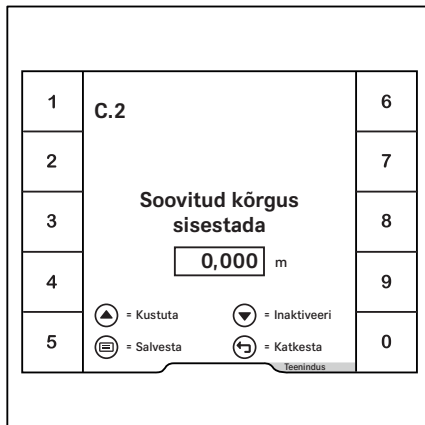 1
2
3
4
5
C.2
Soovitud kõrgus
sisestada
0,000 m
= Kustuta
= Inaktiveeri
= Salvesta
= Katkesta
Teenindus
6
7
8
9
0